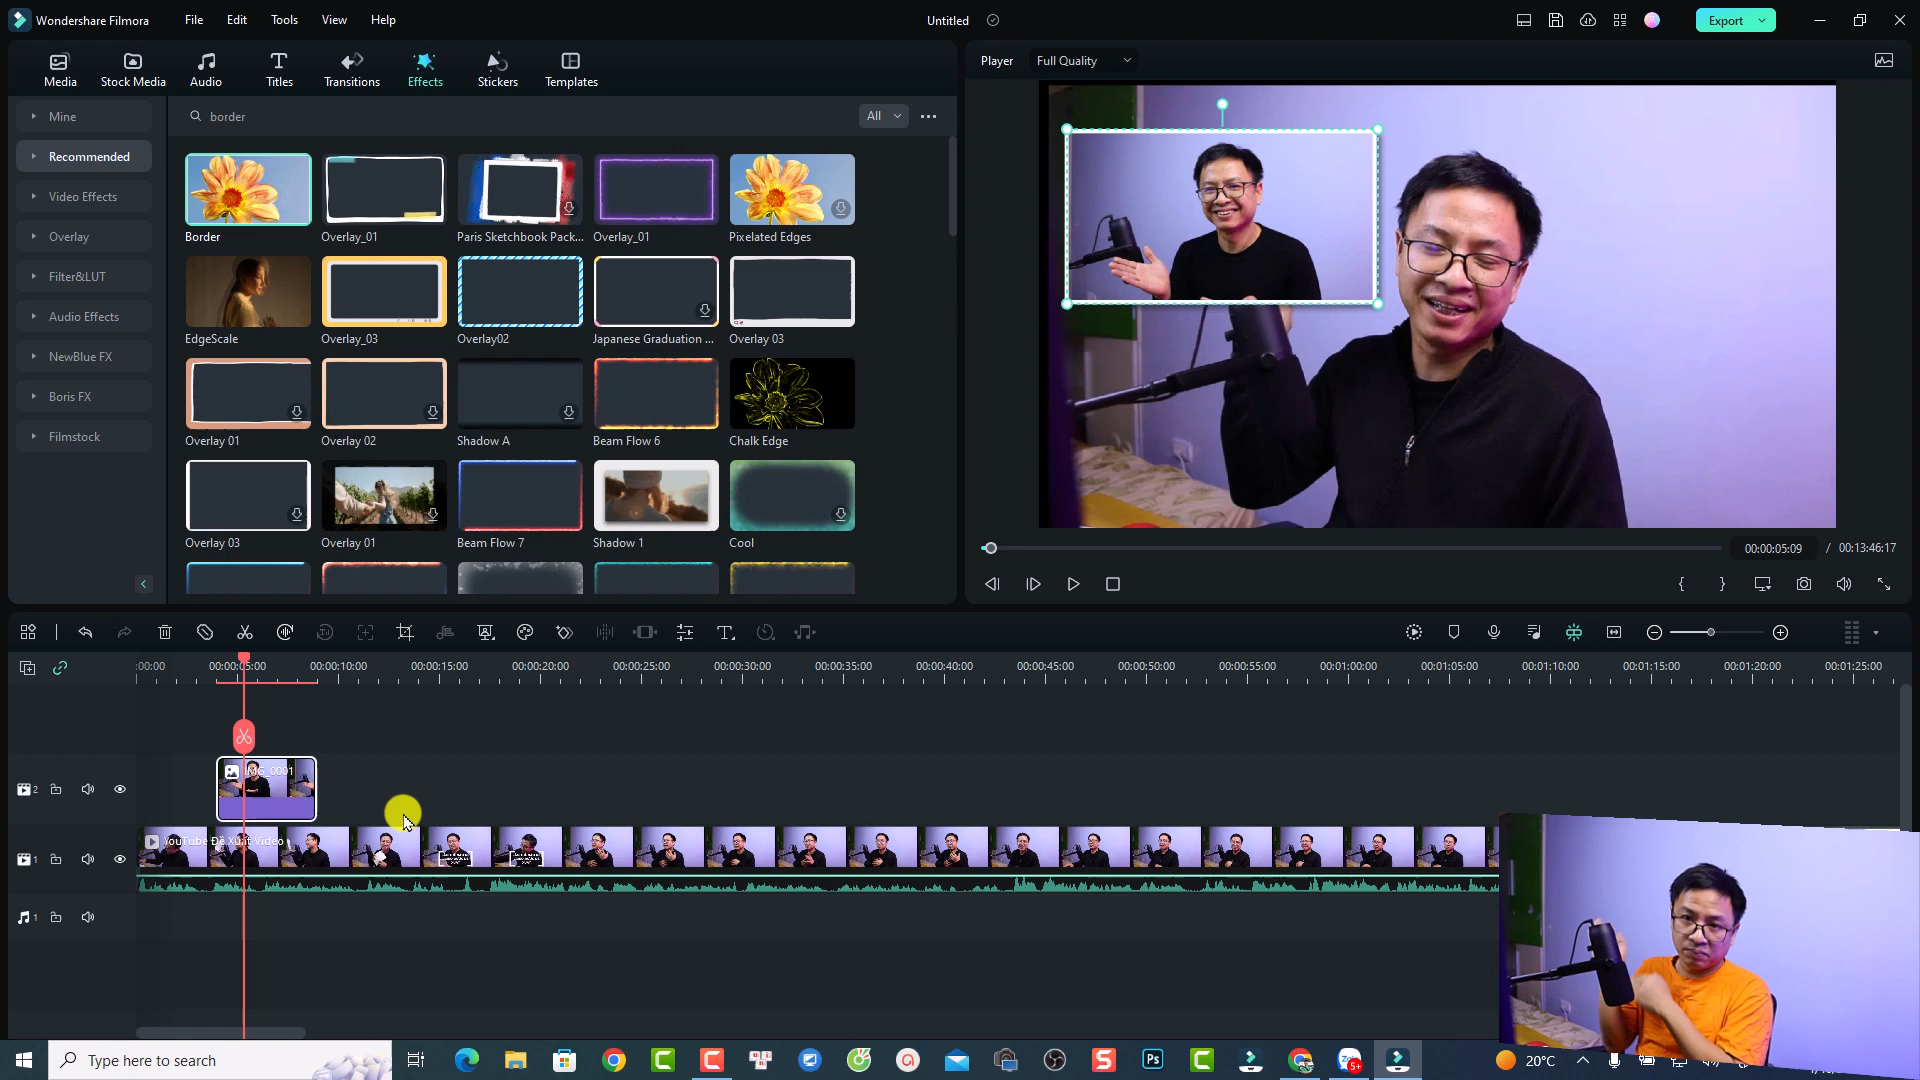 Wondershare Filmora
File
Edit
Tools
View
Help
Untitled
Export
Media
Stock Media
Audio
Titles
Transitions
Effects
Stickers
Templates
Player
Full Quality
Mine
Recommended
Video Effects
Overlay
Filter&LUT
Audio Effects
NewBlue FX
Boris FX
Filmstock
border
All
Border
Overlay_01
Paris Sketchbook Pack...
Overlay_01
Pixelated Edges
EdgeScale
Overlay_03
Overlay02
Japanese Graduation ...
Overlay 03
Overlay 01
Overlay 02
Shadow A
Beam Flow 6
Chalk Edge
Overlay 03
Overlay 01
Beam Flow 7
Shadow 1
Cool
00:00:05:09
/
00:13:46:17
:00:00
00:00:05:00
00:00:10:00
00:00:15:00
00:00:20:00
00:00:25:00
00:00:30:00
00:00:35:00
00:00:40:00
00:00:45:00
00:00:50:00
00:00:55:00
00:01:00:00
00:01:05:00
00:01:10:00
00:01:15:00
00:01:20:00
00:01:25:00
2
IMG_0001
1
YouTube Đề Xuất Video
1
Type here to search
Ps
Zalo
5+
20°C